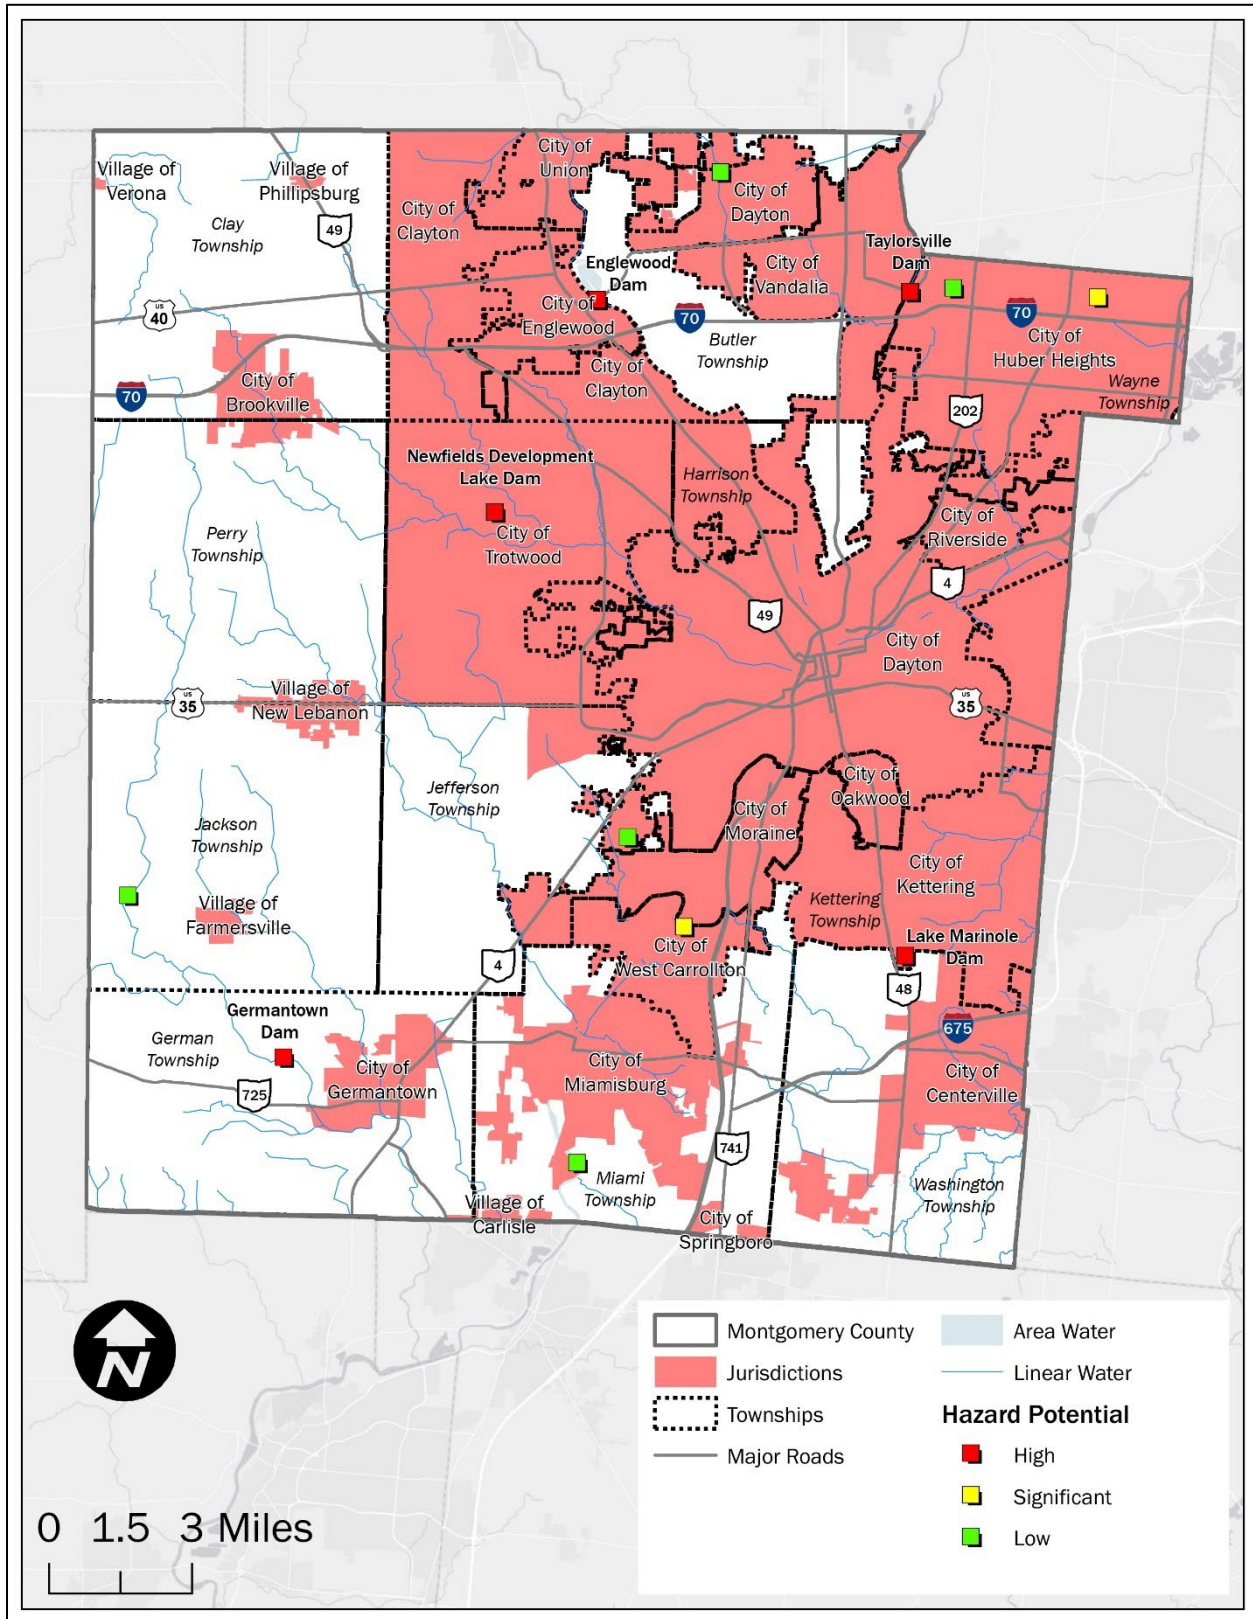 Village of
Verona
Village of
Phillipsburg
City of
Union
Clay
Township
49
City of
Clayton
City of
Dayton
Taylorsville
Dam
Englewood
Dam
City of
Vandalia
US
40
City of
Englewood
70
70
Butler
Township
City of
Huber Heights
City of
Clayton
Wayne
Township
70
City of
Brookville
202
Newfields Development
Lake Dam
Harrison
Township
City of
Trotwood
Perry
Township
City of
Riverside
4
49
City of
Dayton
Village of
New Lebanon
US
35
US
35
Jefferson
Township
City of
Oakwood
City of
Moraine
Jackson
Township
City of
Kettering
Village of
Farmersville
Kettering
Township
Lake Marinole
Dam
City of
West Carrollton
4
48
Germantown
Dam
675
German
Township
City of
Germantown
City of
Miamisburg
City of
Centerville
725
741
Miami
Township
Washington
Township
Village of
Carlisle
City of
Springboro
N
0 1.5 3 Miles
Montgomery County
Jurisdictions
Townships
Major Roads
Area Water
Linear Water
Hazard Potential
High
Significant
Low